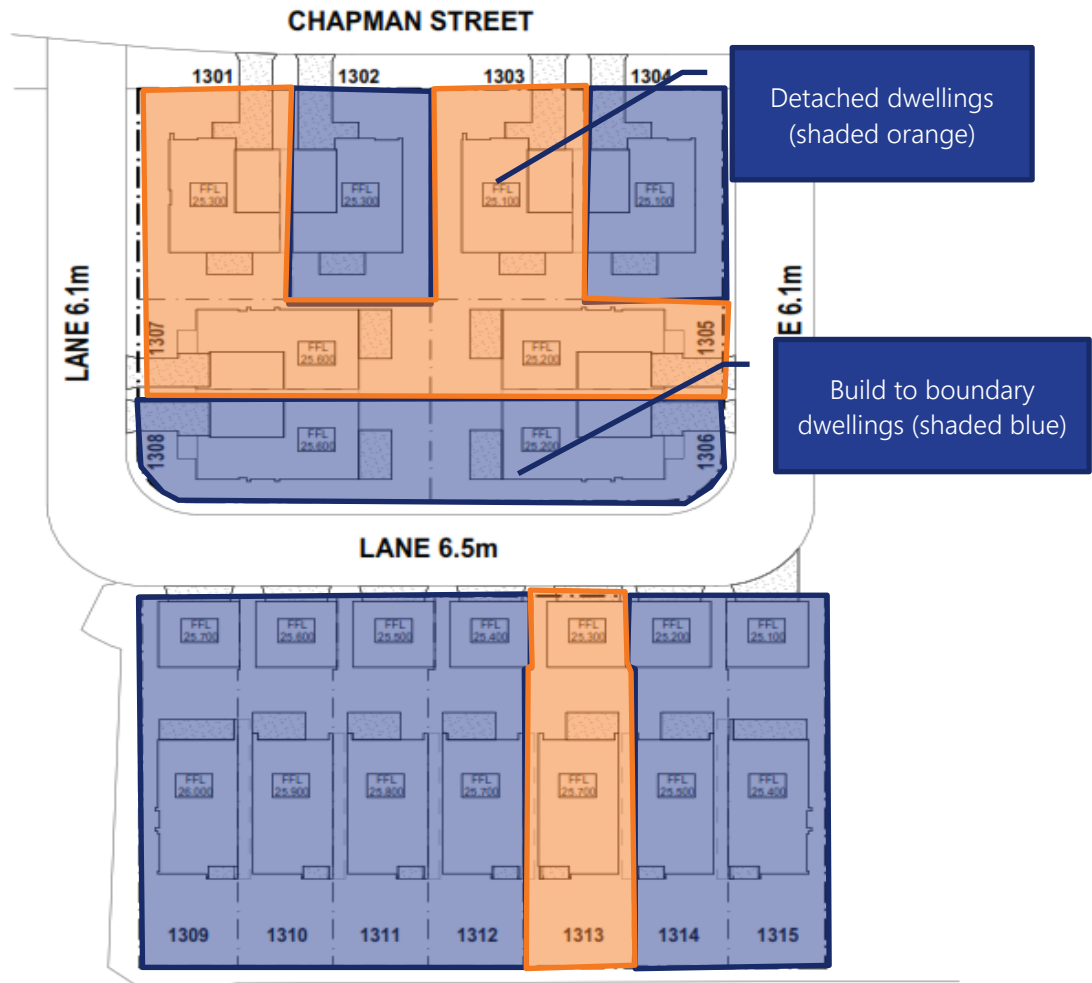 CHAPMAN STREET
1301
1302
1303
1304
Detached dwellings
(shaded orange)
FFL
25.300
FFL
25.300
FFL
25.100
FFL
25.100
LANE 6.1m
E 6.1m
1307
FFL
25.600
FFL
25.200
1305
Build to boundary
dwellings (shaded blue)
1308
FFL
25.600
FFL
25.200
1306
LANE 6.5m
FFL
25.700
FFL
25.600
FFL
25.500
FFL
25.400
FFL
25.300
FFL
25.200
FFL
25.100
FFL
26.000
FFL
25.900
FFL
25.800
FFL
25.700
FFL
25.700
FFL
25.500
FFL
25.400
1309
1310
1311
1312
1313
1314
1315